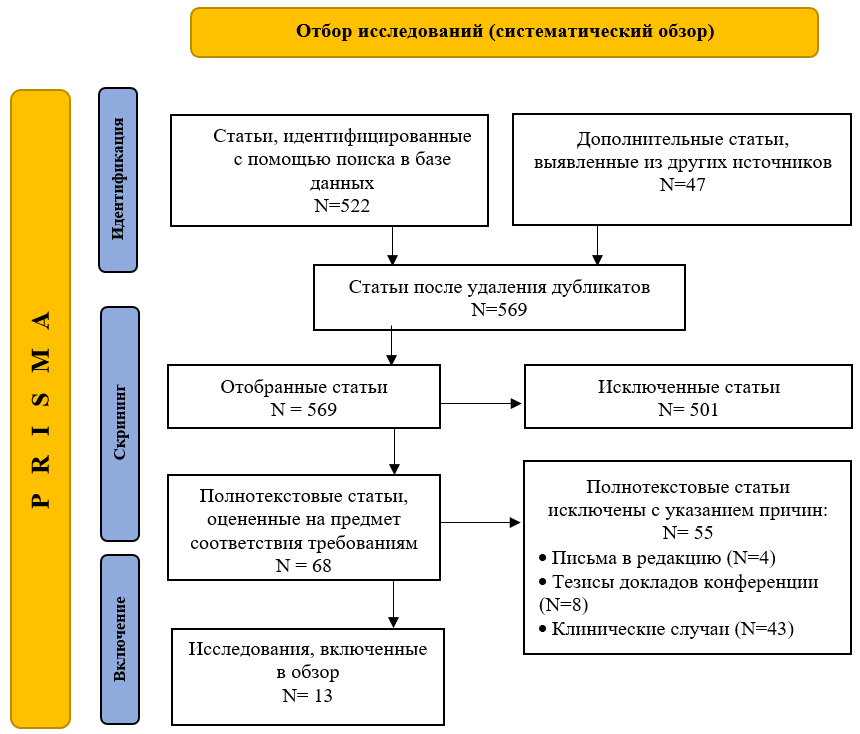 Отбор исследований (систематический обзор)
P R I S M A
Идентификация
Статьи, идентифицированные
с помощью поиска в базе
данных
N=522
Дополнительные статьи,
выявленные из других источников
N=47
Статьи после удаления дубликатов
N=569
Скрининг
Отобранные статьи
N = 569
Исключенные статьи
N= 501
Полнотекстовые статьи,
оцененные на предмет
соответствия требованиям
N = 68
Полнотекстовые статьи
исключены с указанием причин:
N= 55
• Письма в редакцию (N=4)
• Тезисы докладов конференции
(N=8)
• Клинические случаи (N=43)
Включение
Исследования, включенные
в обзор
N= 13